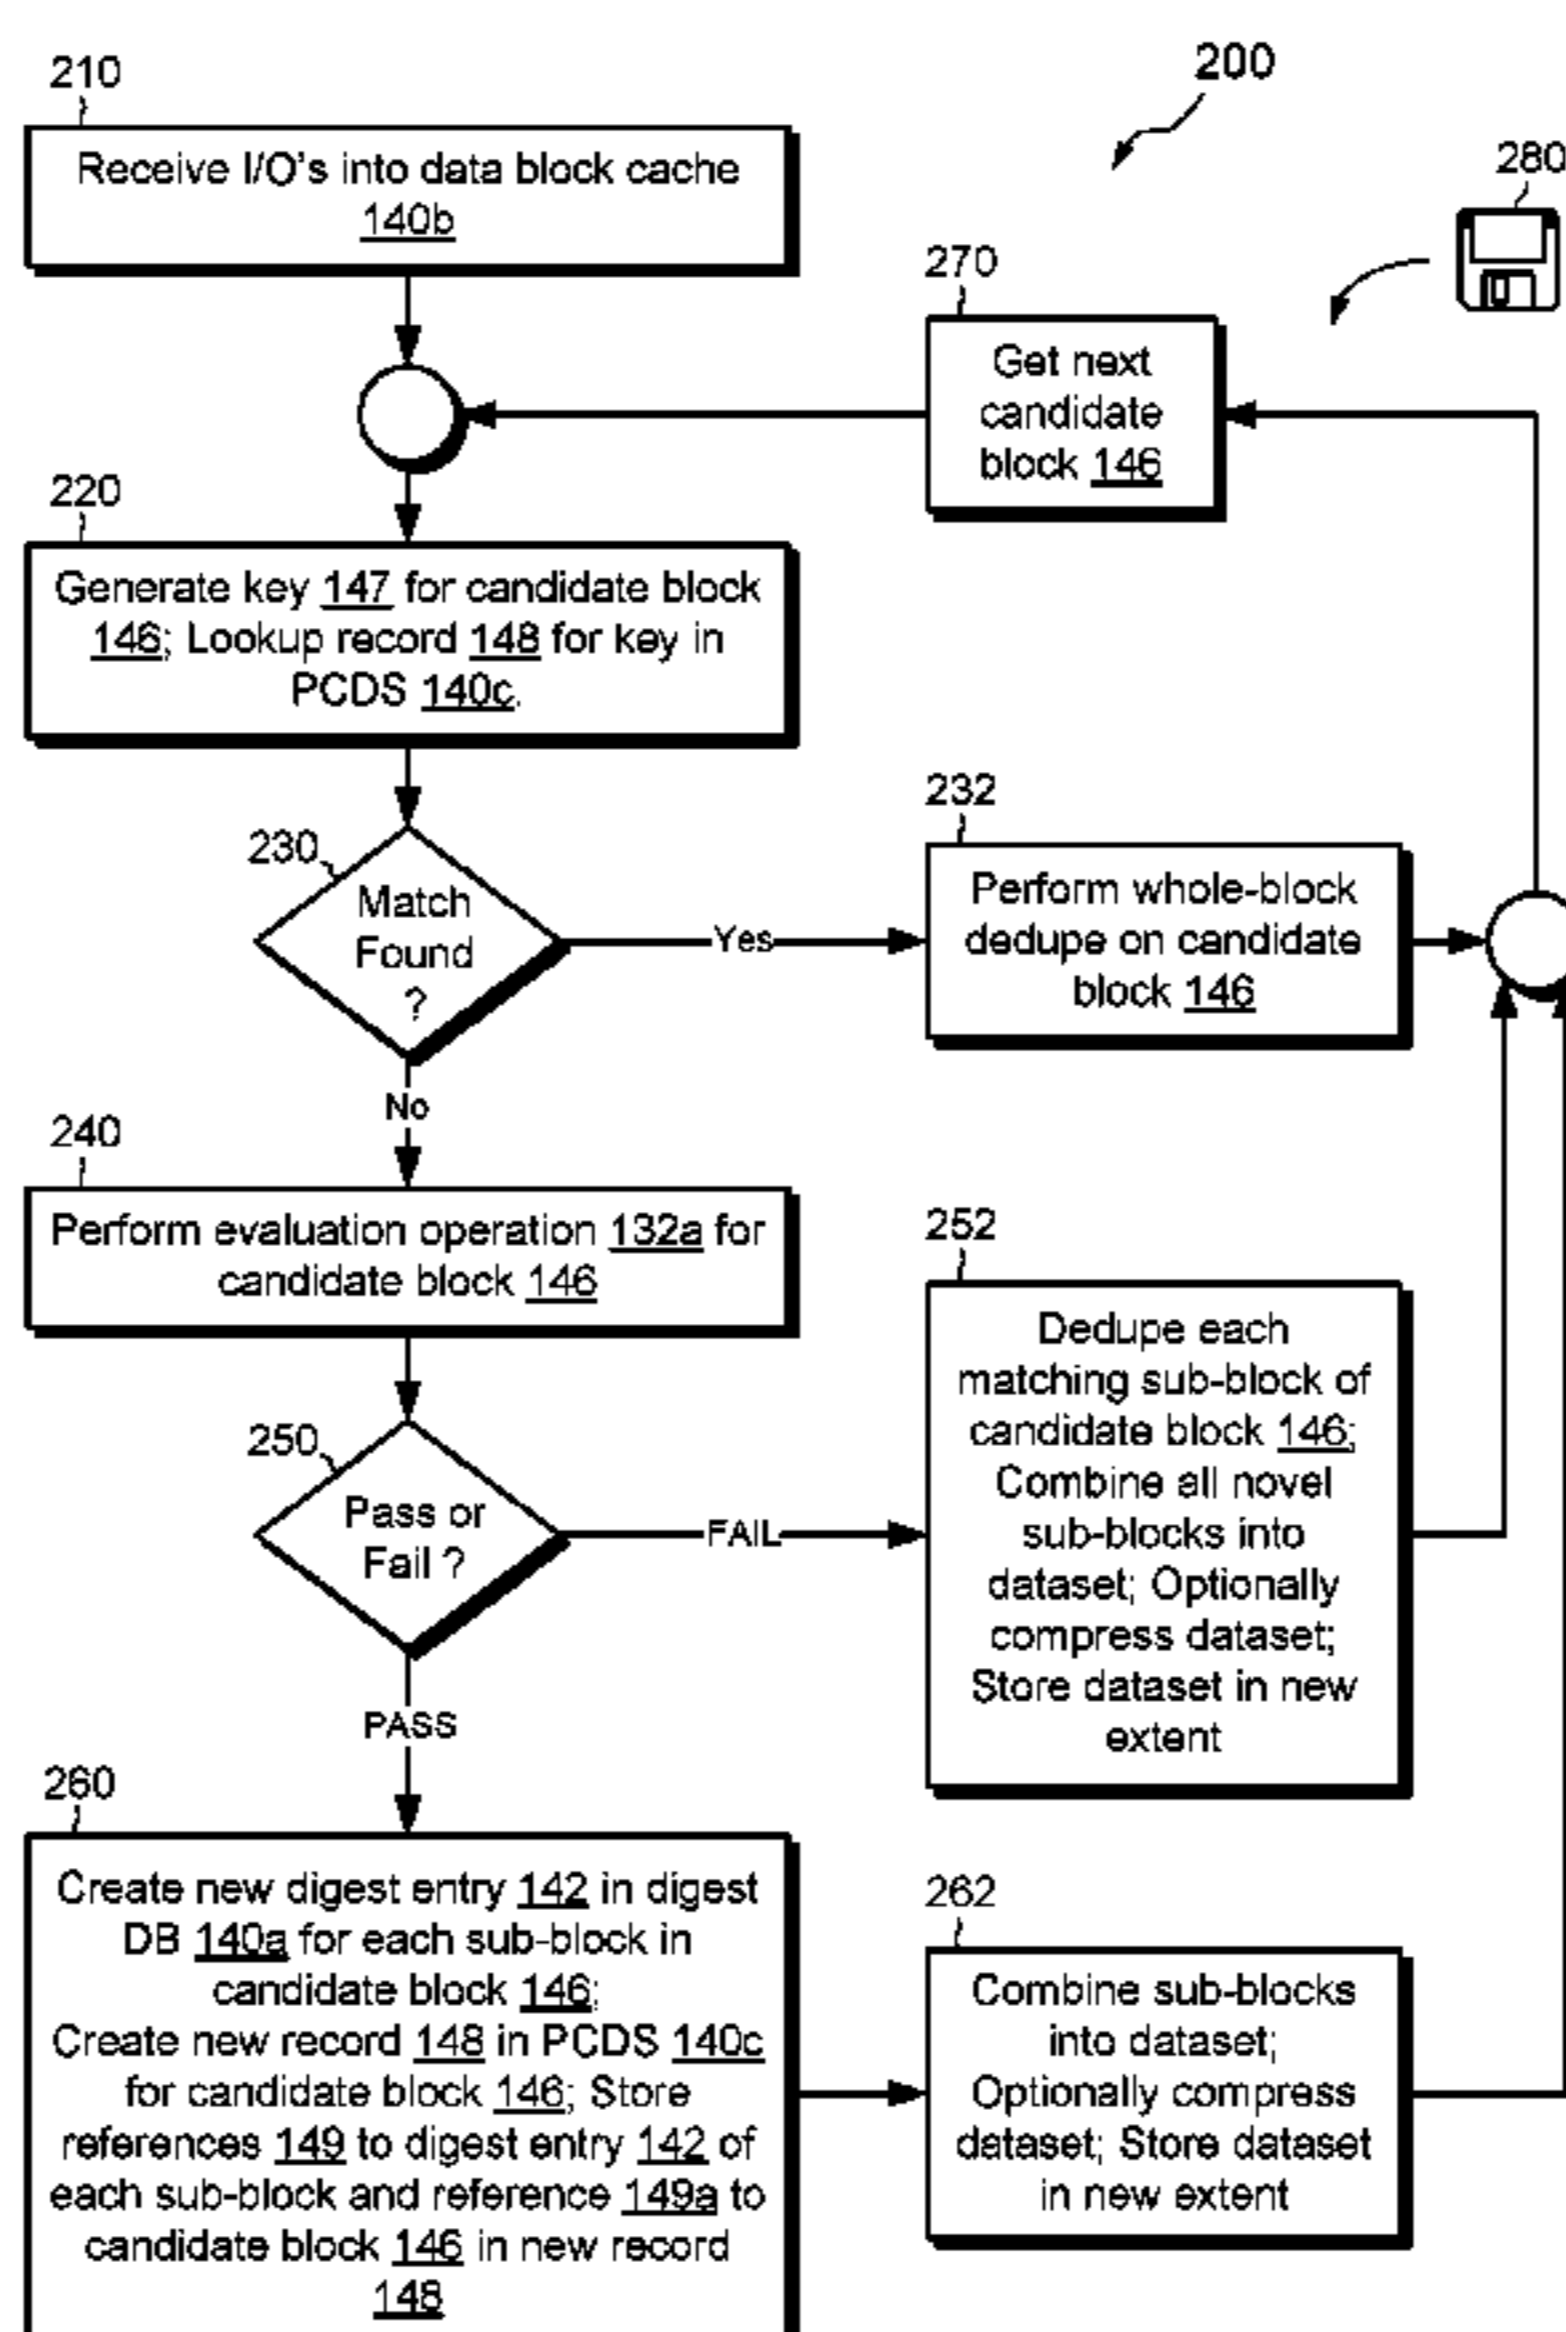 200
210
Receive I/O's into data block cache
140b
280
270
Get next
candidate
block 146
220
Generate key 147 for candidate block
146; Lookup record 148 for key in
PCDS 140c.
230
Match
Found
?
Yes
232
Perform whole-block
dedupe on candidate
block 146
No
240
Perform evaluation operation 132a for
candidate block 146
250
Pass or
Fail ?
FAIL
252
Dedupe each
matching sub-block of
candidate block 146;
Combine all novel
sub-blocks into
dataset; Optionally
compress dataset;
Store dataset in new
extent
PASS
260
Create new digest entry 142 in digest
DB 140a for each sub-block in
candidate block 146;
Create new record 148 in PCDS 140c
for candidate block 146; Store
references 149 to digest entry 142 of
each sub-block and reference 149a to
candidate block 146 in new record
148
262
Combine sub-blocks
into dataset;
Optionally compress
dataset; Store dataset
in new extent